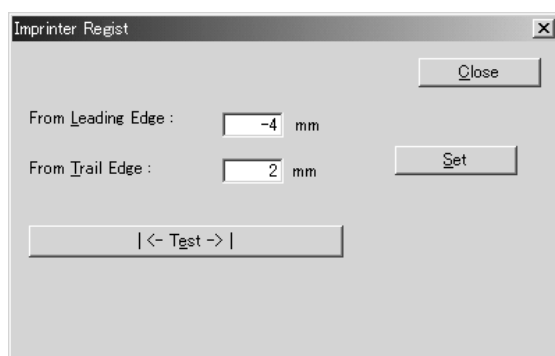 Imprinter Regist
Close
From Leading Edge : -4 mm
From Trail Edge : 2 mm
Set
|<- Test ->|